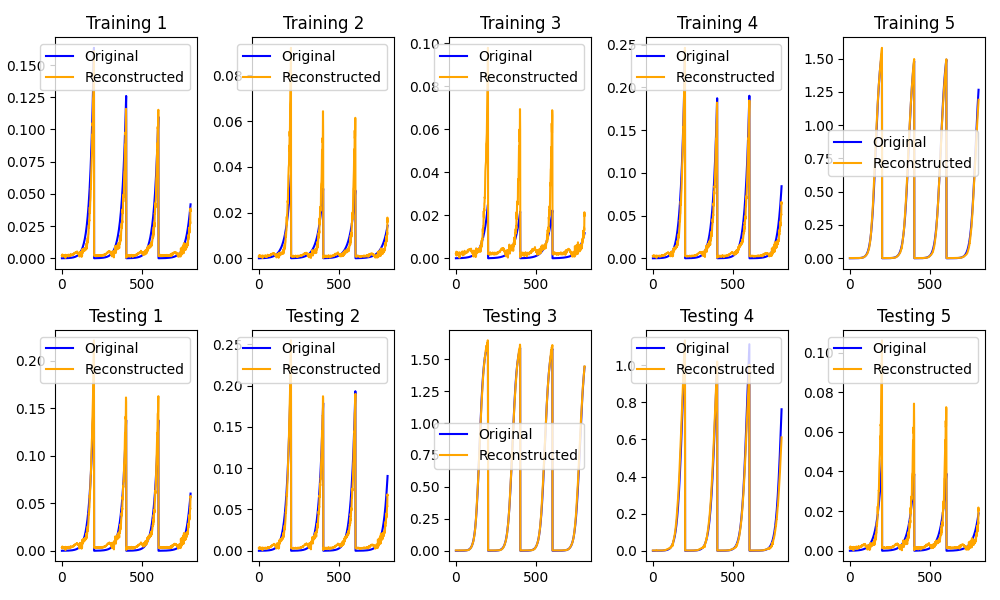 Training 1
Training 2
Training 3
Training 4
Training 5
Original
Reconstructed
0.150
0.125
0.100
0.075
0.050
0.025
0.000
0
500
Original
Reconstructed
0.08
0.06
0.04
0.02
0.00
0
500
Original
Reconstructed
0.10
0.08
0.06
0.04
0.02
0.00
0
500
Original
Reconstructed
0.25
0.20
0.15
0.10
0.05
0.00
0
500
Original
Reconstructed
1.50
1.25
1.00
0.75
0.50
0.25
0.00
0
500
Testing 1
Testing 2
Testing 3
Testing 4
Testing 5
Original
Reconstructed
0.20
0.15
0.10
0.05
0.00
0
500
Original
Reconstructed
0.25
0.20
0.15
0.10
0.05
0.00
0
500
Original
Reconstructed
1.50
1.25
1.00
0.75
0.50
0.25
0.00
0
500
Original
Reconstructed
1.0
0.8
0.6
0.4
0.2
0.0
0
500
Original
Reconstructed
0.10
0.08
0.06
0.04
0.02
0.00
0
500